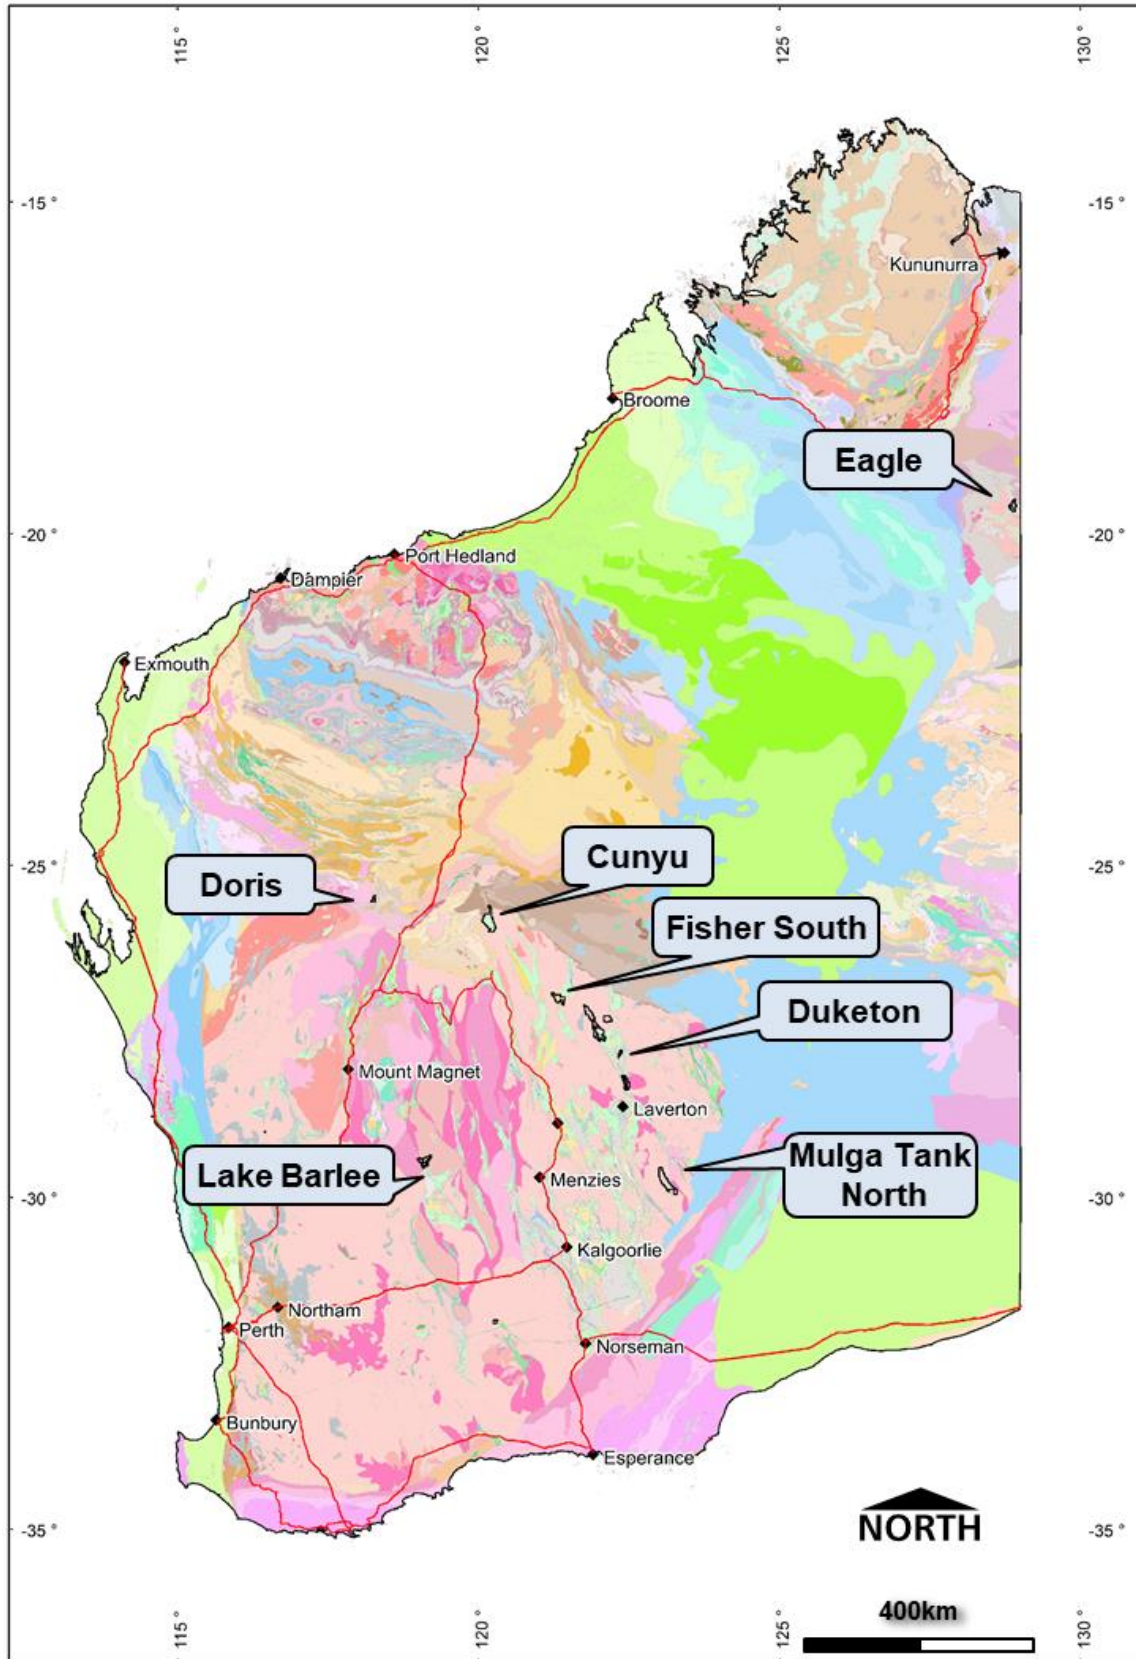 115 °
120 °
125 °
130 °
-15 °
-15 °
Kununurra
Broome
Eagle
-20 °
-20 °
Port Hedland
Dampier
Exmouth
-25 °
-25 °
Cunyu
Doris
Fisher South
Duketon
Mount Magnet
Laverton
Lake Barlee
Mulga Tank
North
Menzies
-30 °
-30 °
Kalgoorlie
Northam
Perth
Norseman
Bunbury
Esperance
NORTH
-35 °
-35 °
400km
115 °
120 °
125 °
130 °